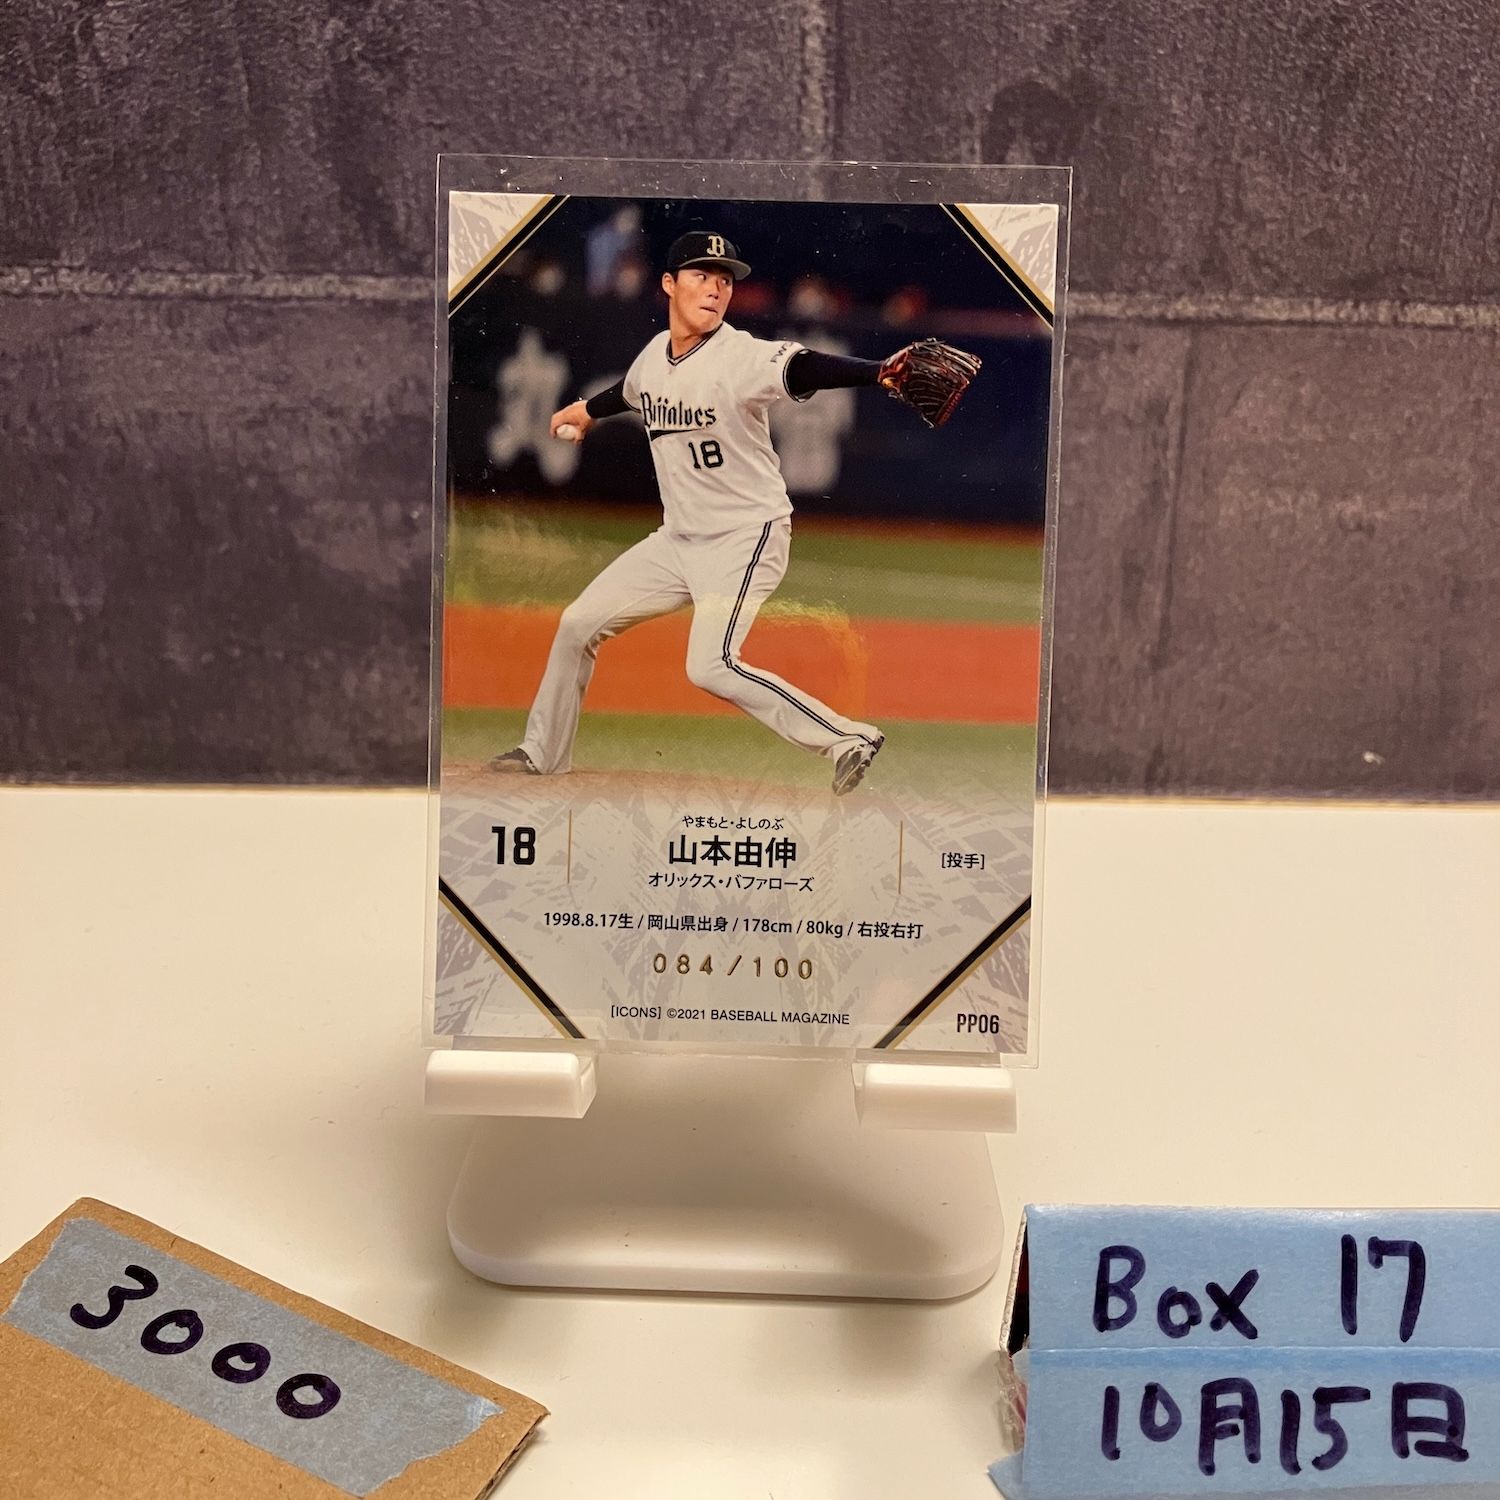 B
Buffaloes
18
18
やまもと・よしのぶ
山本由伸
オリックス・バファローズ
[投手]
1998.8.17生 / 岡山県出身 / 178cm / 80kg / 右投右打
084/100
[ICONS] ©2021 BASEBALL MAGAZINE
PP06
3000
Box 17
10月15日